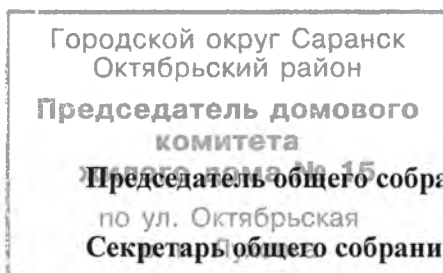 Городской округ Саранск
Октябрьский район
Председатель домового
комитета
жилого дома № 15
Председатель общего собра
по ул. Октябрьская
Секретарь общего собрани